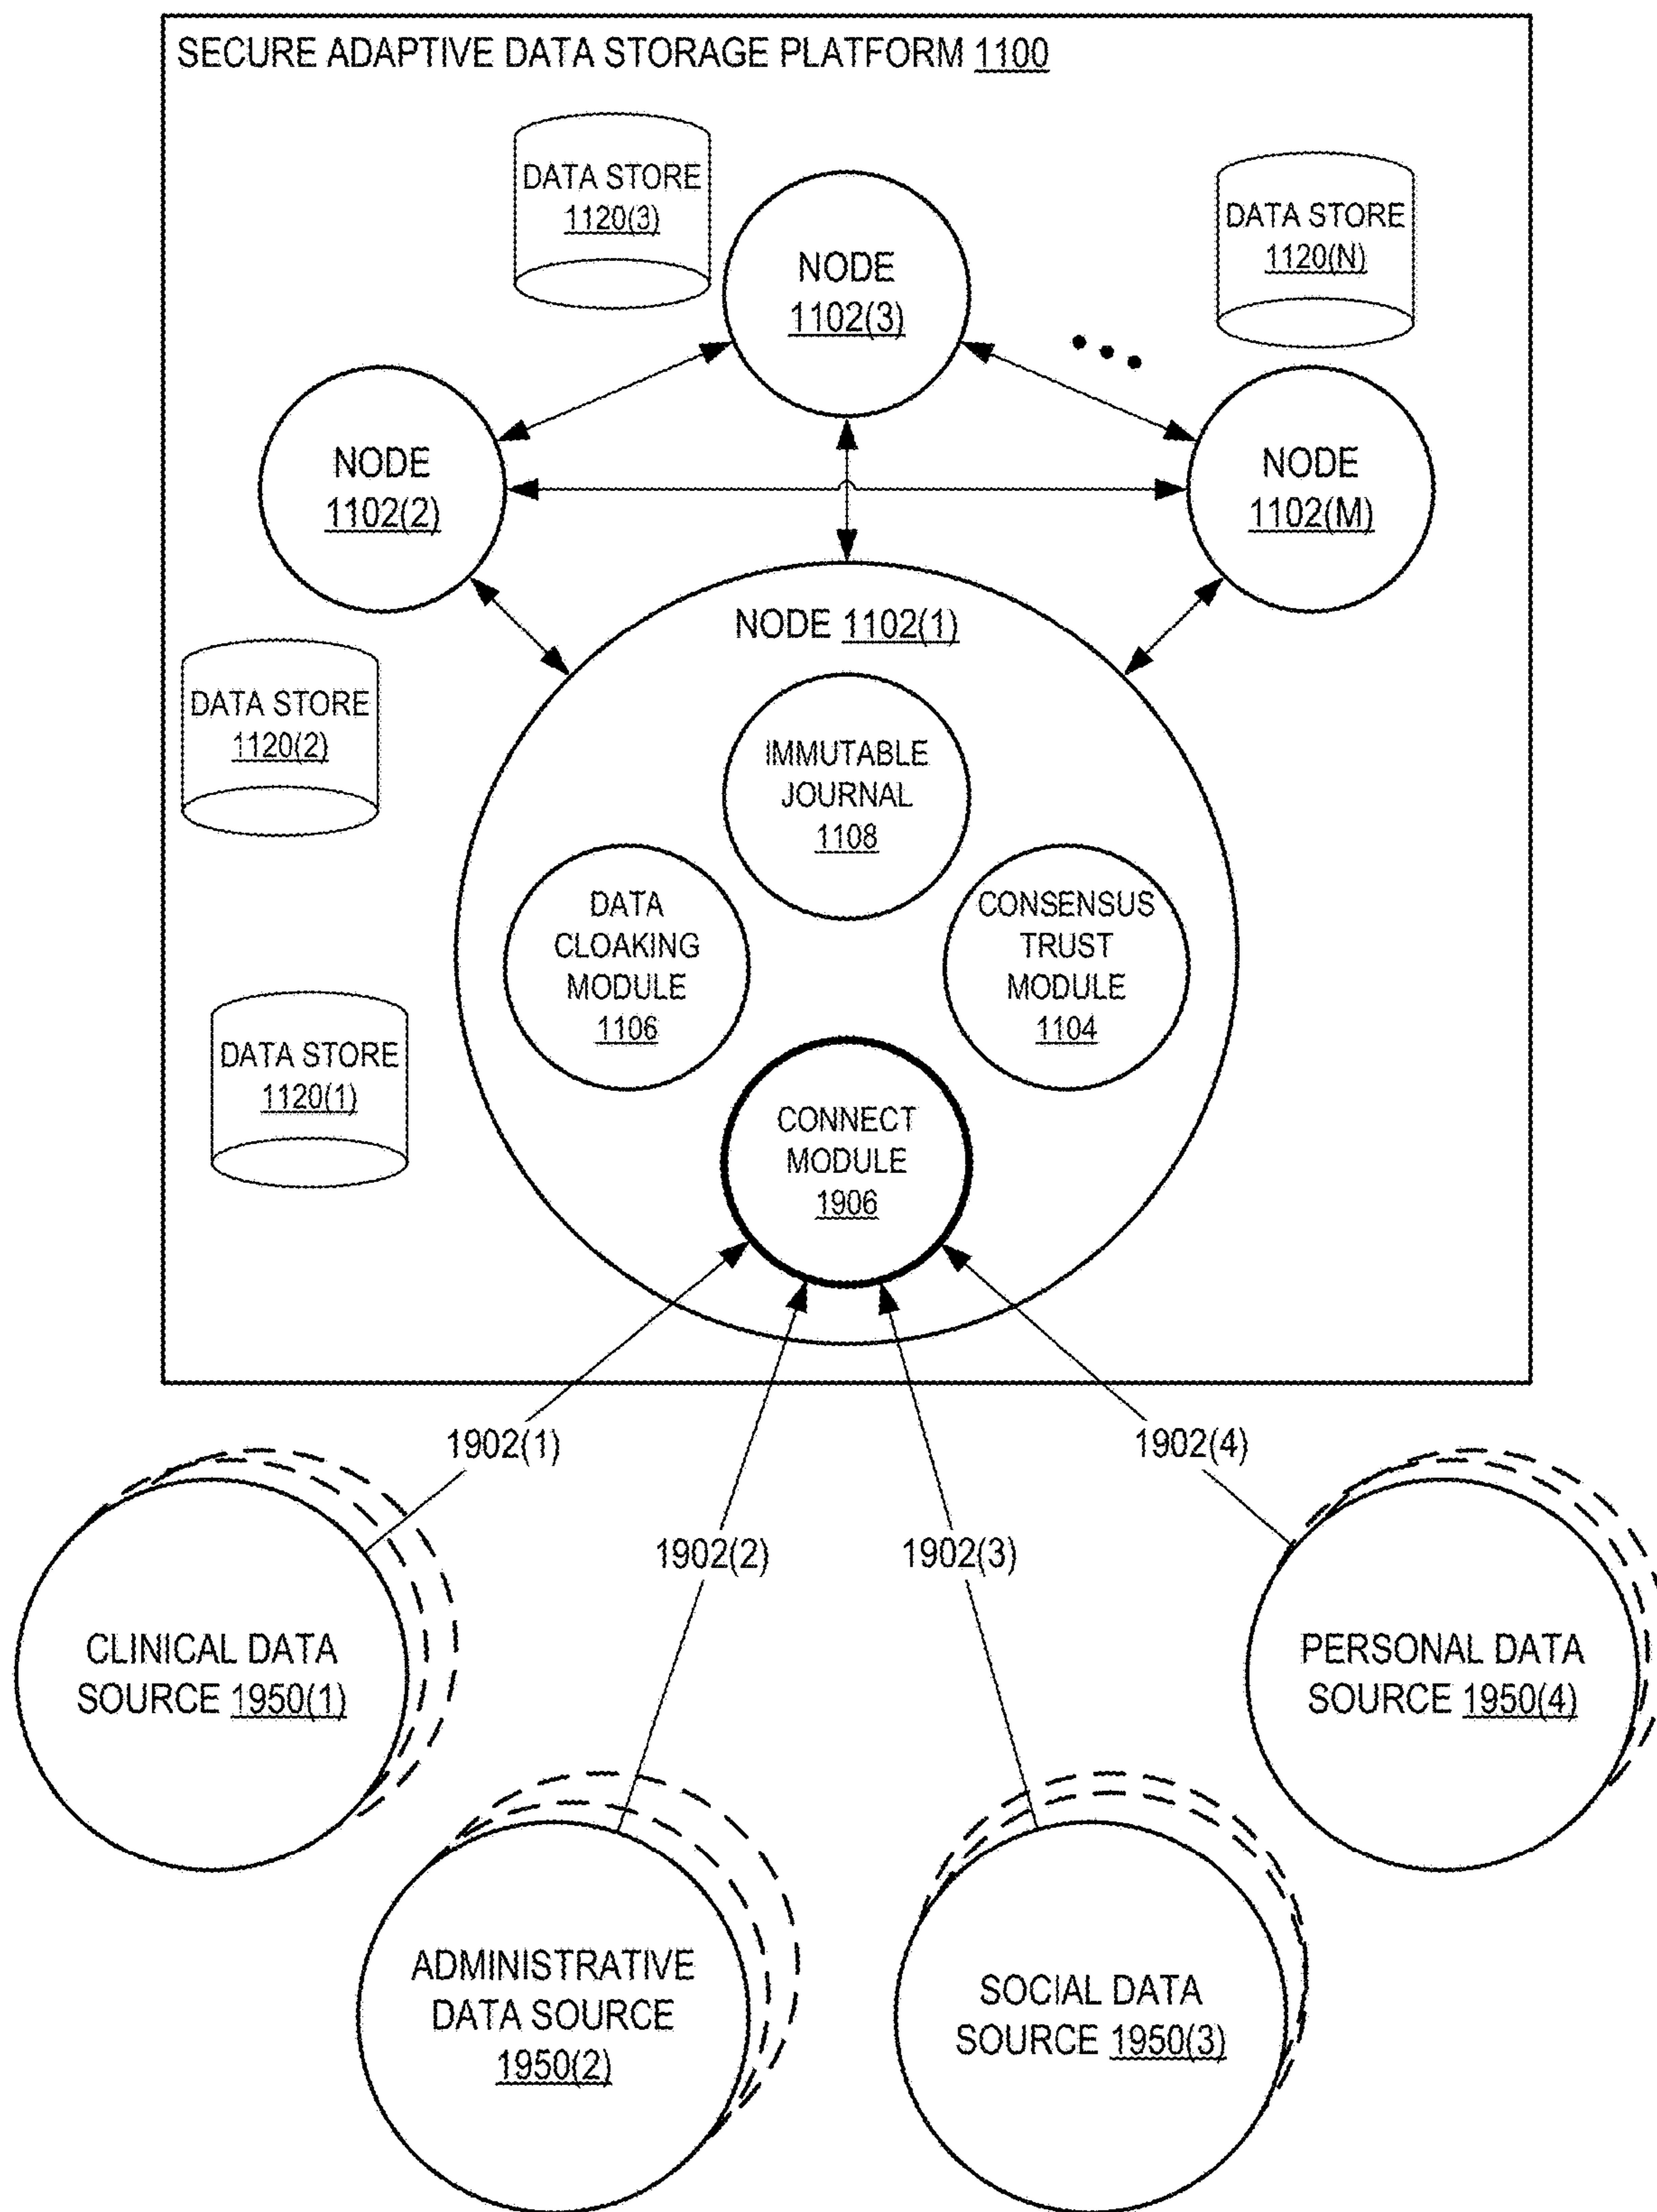 SECURE ADAPTIVE DATA STORAGE PLATFORM 1100
DATA STORE
1120(3)
DATA STORE
1120(N)
NODE
1102(3)
NODE
1102(2)
NODE
1102(M)
NODE 1102(1)
DATA STORE
1120(2)
IMMUTABLE
JOURNAL
1108
DATA
CLOAKING
MODULE
1106
CONSENSUS
TRUST
MODULE
1104
DATA STORE
1120(1)
CONNECT
MODULE
1906
1902(1)
1902(4)
1902(2)
1902(3)
CLINICAL DATA
SOURCE 1950(1)
PERSONAL DATA
SOURCE 1950(4)
ADMINISTRATIVE
DATA SOURCE
1950(2)
SOCIAL DATA
SOURCE 1950(3)